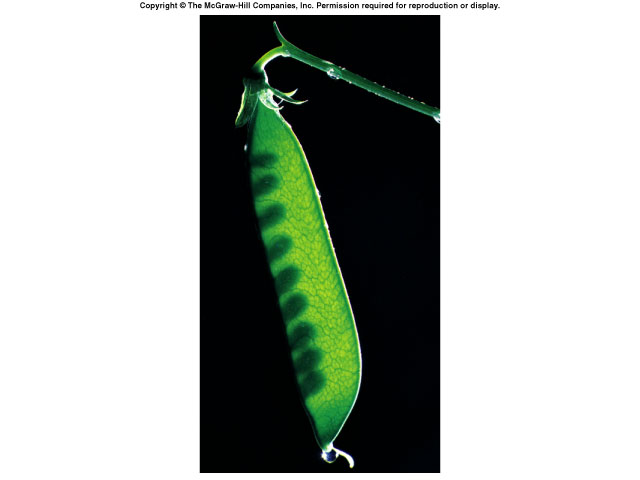 Copyright © The McGraw-Hill Companies, Inc. Permission required for reproduction or display.